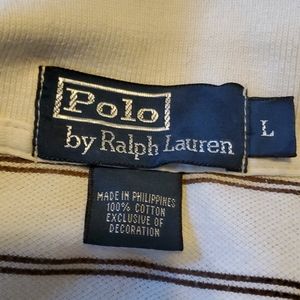 Polo
by Ralph Lauren
L
MADE IN PHILIPPINES
100% COTTON
EXCLUSIVE OF
DECORATION